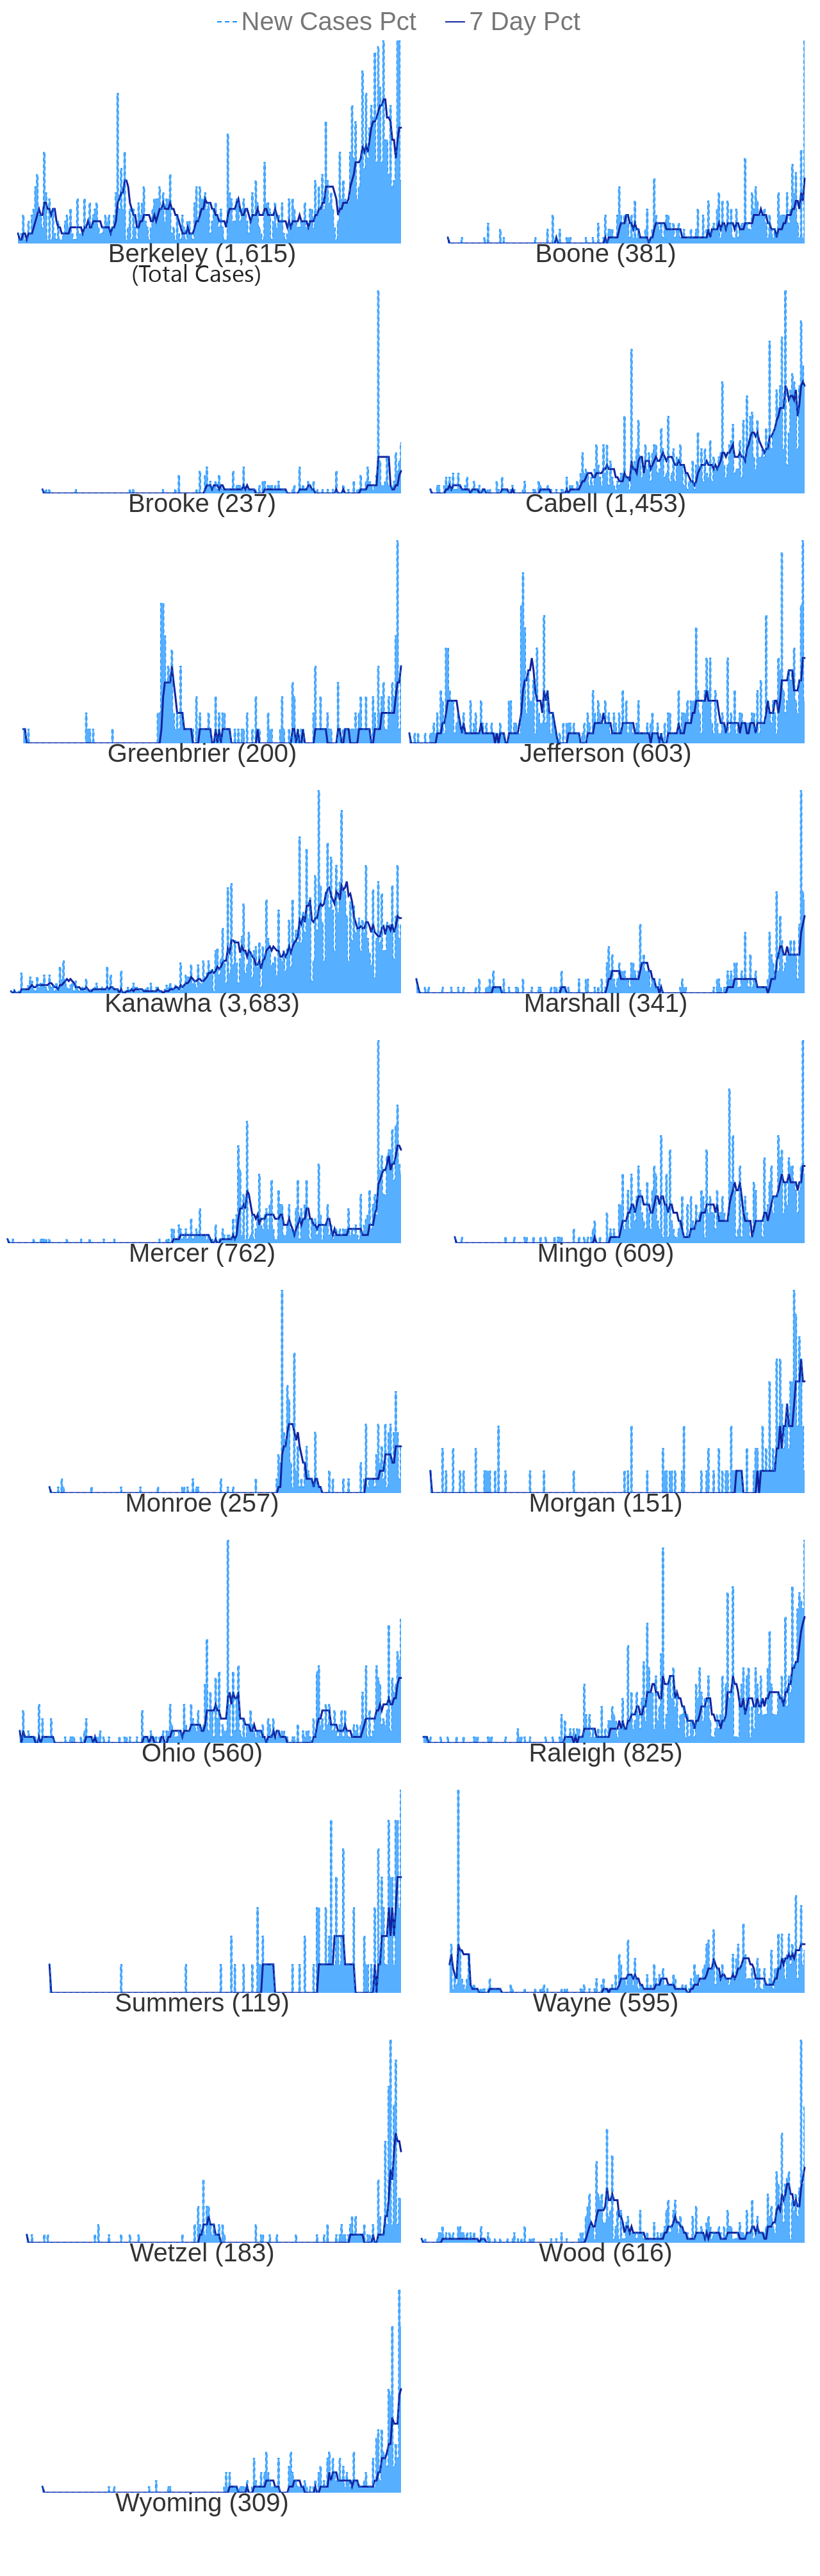 New Cases Pct 7 Day Pct
Berkeley (1,615) Boone (381)
(Total Cases)
Brooke (237) Cabell (1,453)
Greenbrier (200) Jefferson (603)
Kanawha (3,683) Marshall (341)
Mercer (762) Mingo (609)
Monroe (257) Morgan (151)
Ohio (560) Raleigh (825)
Summers (119) Wayne (595)
Wetzel (183) Wood (616)
Wyoming (309)